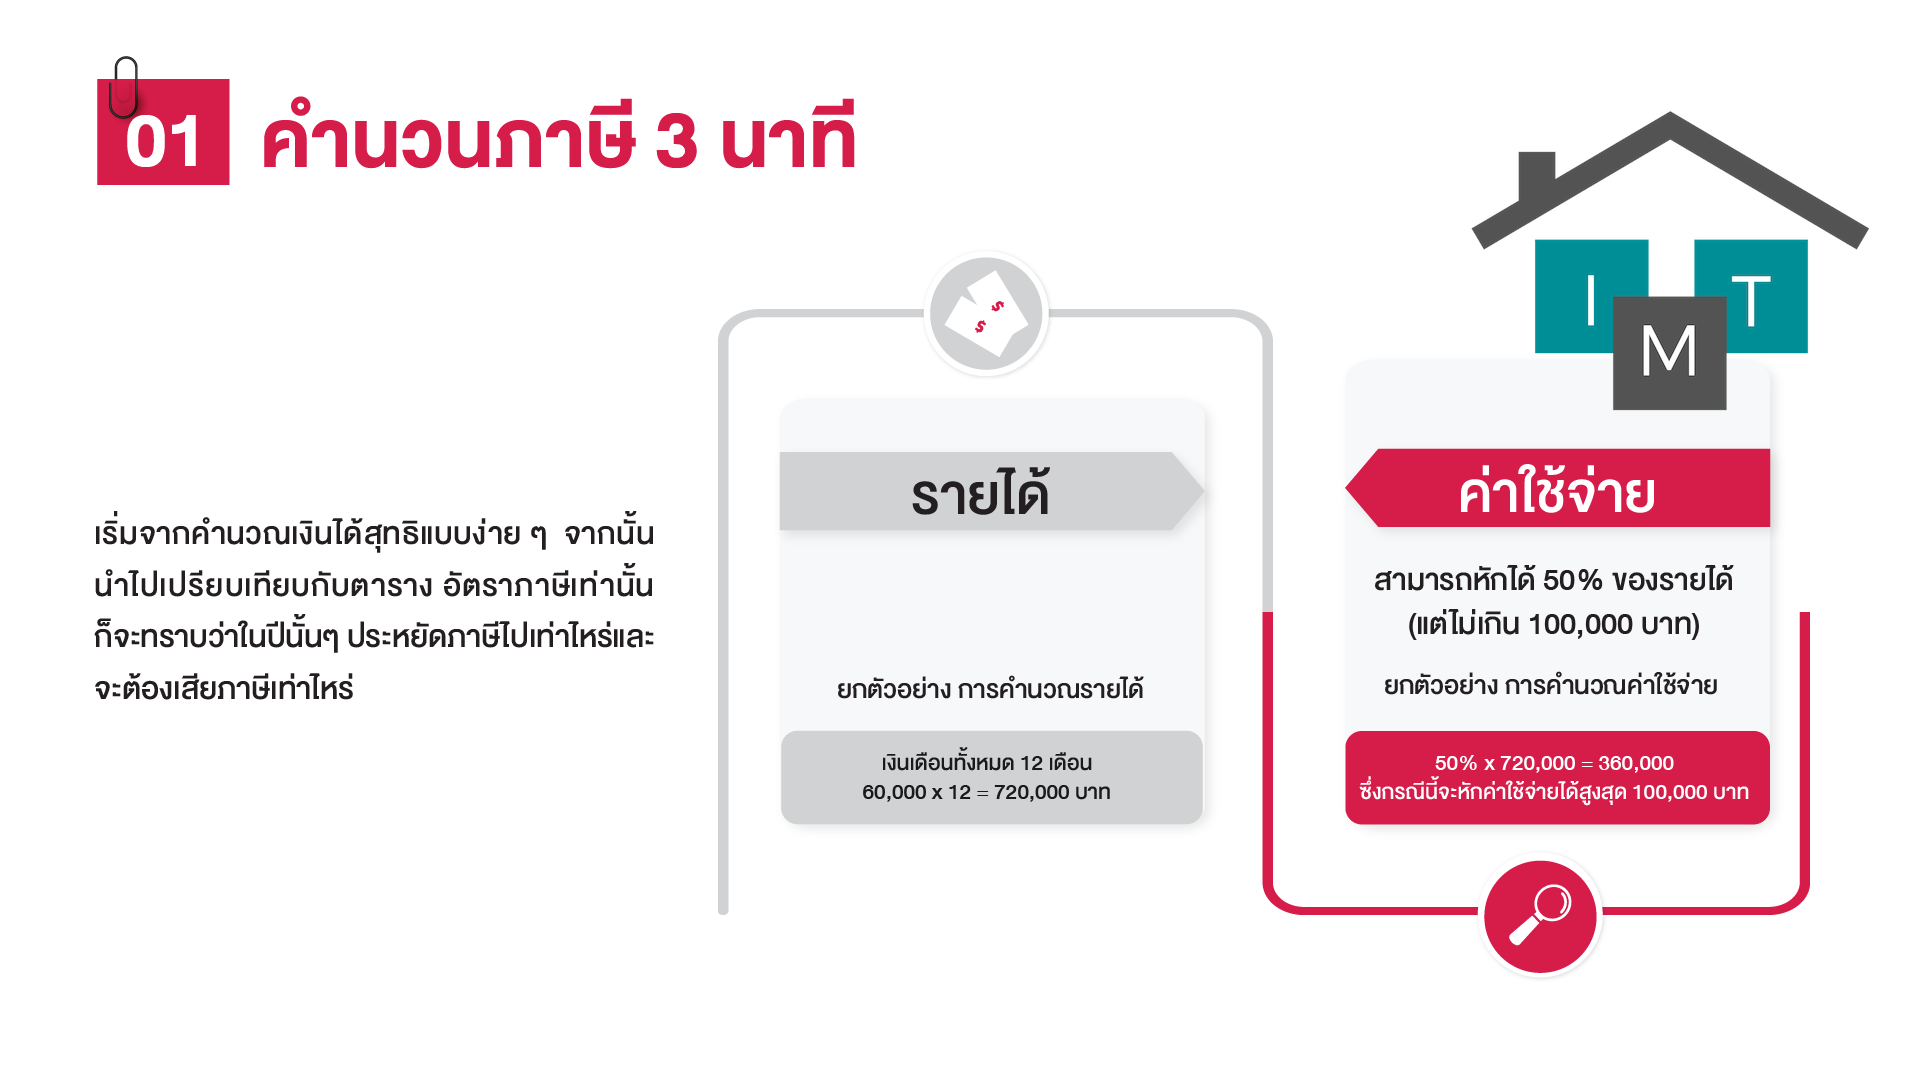 01
คำนวนภาษี 3 นาที
I
M
T
เริ่มจากคำนวณเงินได้สุทธิแบบง่าย ๆ จากนั้น
นำไปเปรียบเทียบกับตาราง อัตราภาษีเท่านั้น
ก็จะทราบว่าในปีนั้นๆ ประหยัดภาษีไปเท่าไหร่และ
จะต้องเสียภาษีเท่าไหร่
$
$
รายได้
ยกตัวอย่าง การคำนวณรายได้
เงินเดือนทั้งหมด 12 เดือน
60,000 x 12 = 720,000 บาท
ค่าใช้จ่าย
สามารถหักได้ 50% ของรายได้
(แต่ไม่เกิน 100,000 บาท)
ยกตัวอย่าง การคำนวณค่าใช้จ่าย
50% x 720,000 = 360,000
ซึ่งกรณีนี้จะหักค่าใช้จ่ายได้สูงสุด 100,000 บาท